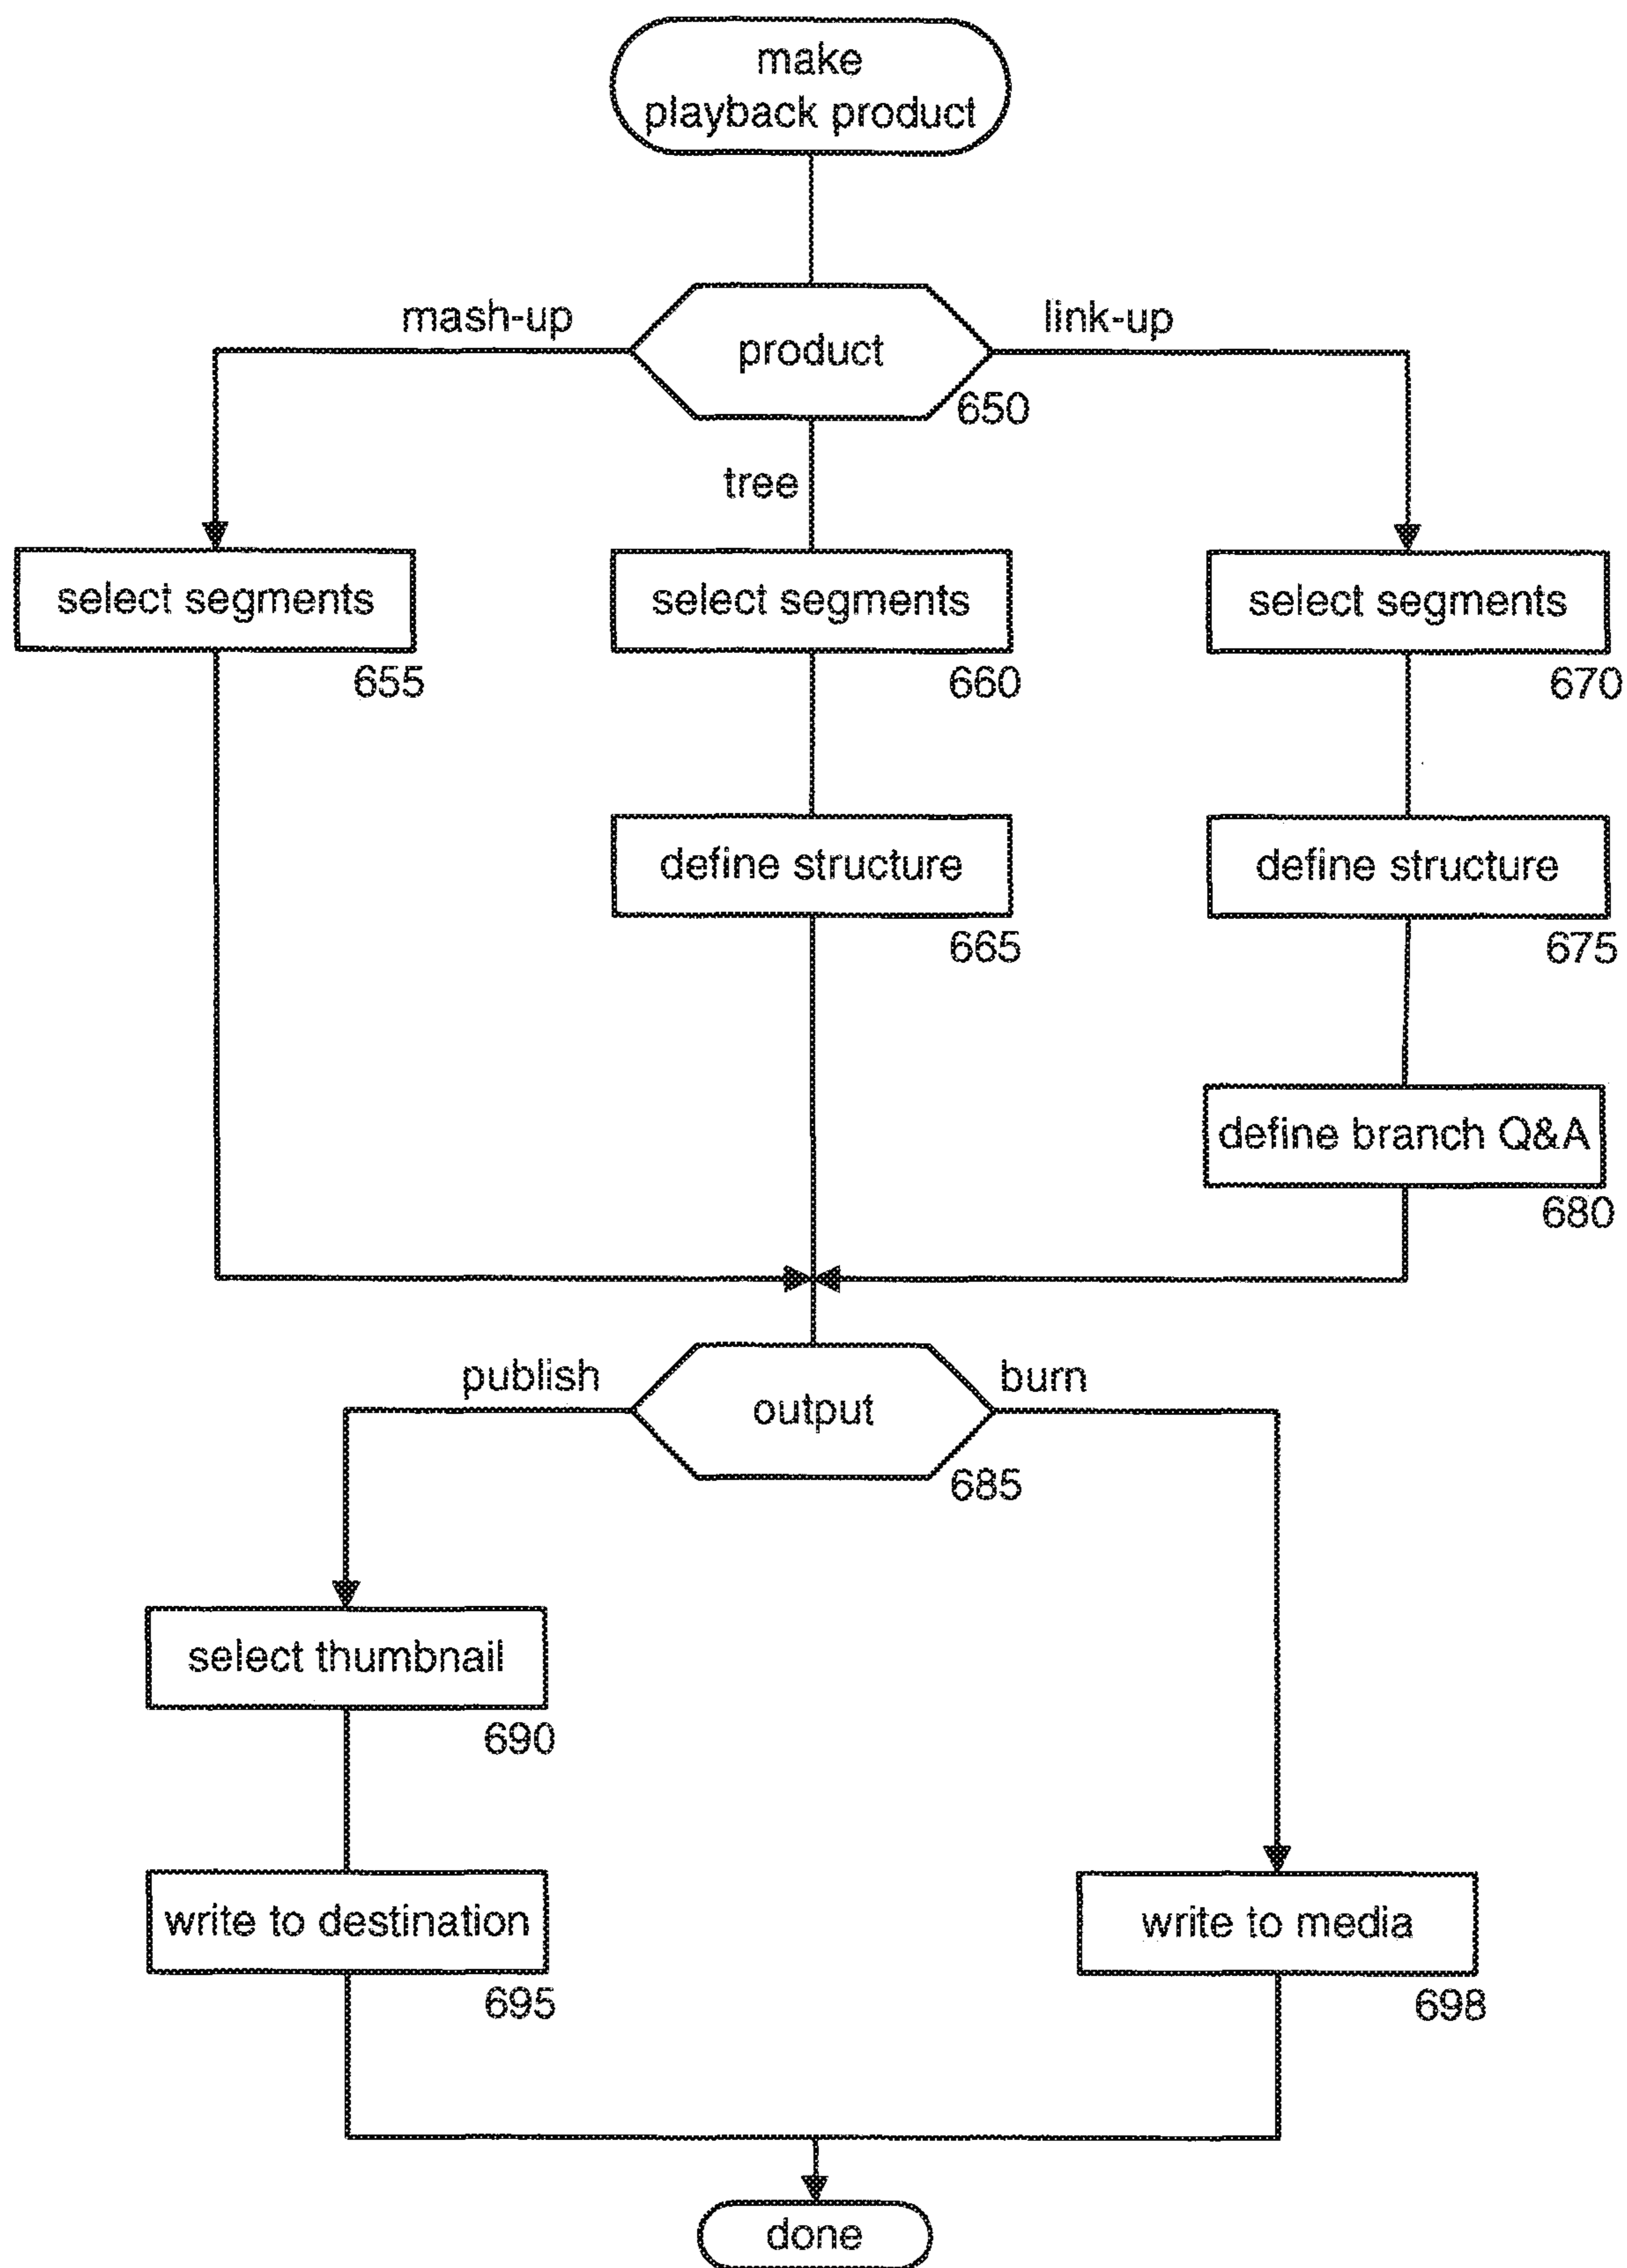 make
playback product
mash-up
link-up
product
650
tree
select segments
select segments
select segments
655
660
670
define structure
define structure
665
675
define branch Q&A
680
publish
burn
output
685
select thumbnail
690
write to destination
write to media
695
698
done